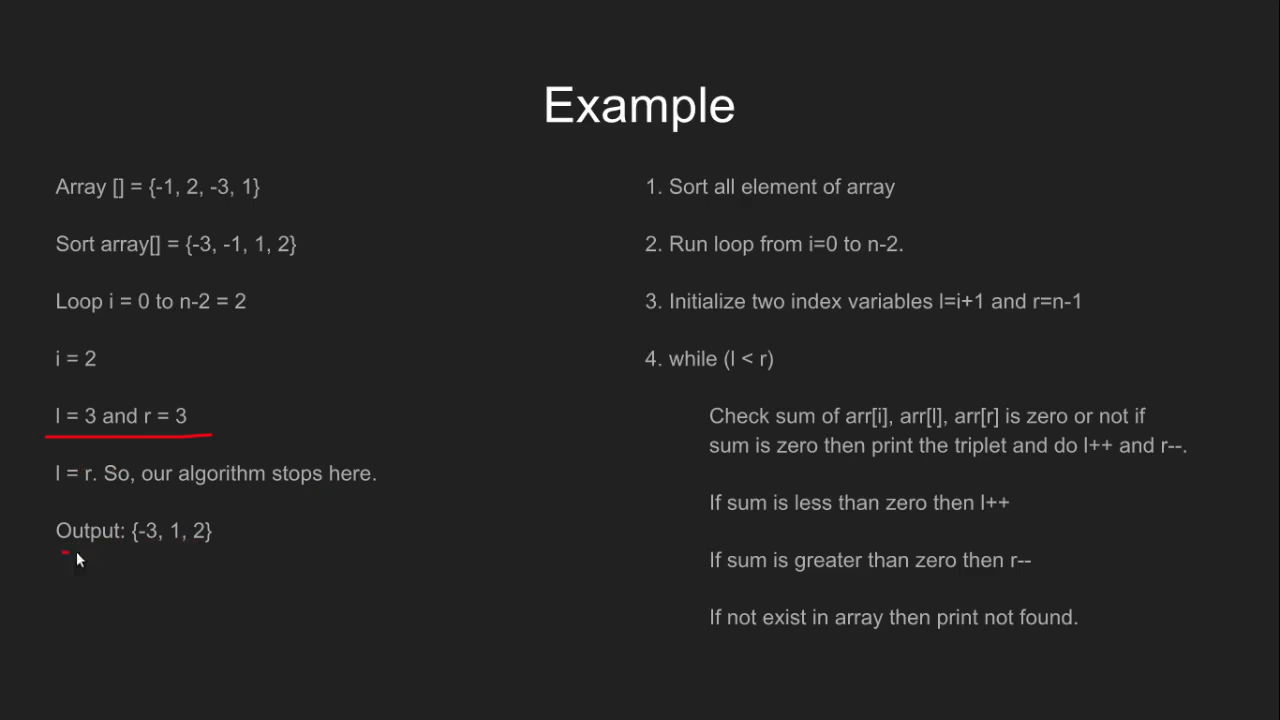 Example
Array [] = {-1, 2, -3, 1}
Sort array[] = {-3, -1, 1, 2}
Loop i = 0 to n-2 = 2
i = 2
l = 3 and r = 3
l = r. So, our algorithm stops here.
Output: {-3, 1, 2}
1. Sort all element of array
2. Run loop from i=0 to n-2.
3. Initialize two index variables l=i+1 and r=n-1
4. while (l < r)
Check sum of arr[i], arr[l], arr[r] is zero or not if
sum is zero then print the triplet and do l++ and r--.
If sum is less than zero then l++
If sum is greater than zero then r--
If not exist in array then print not found.